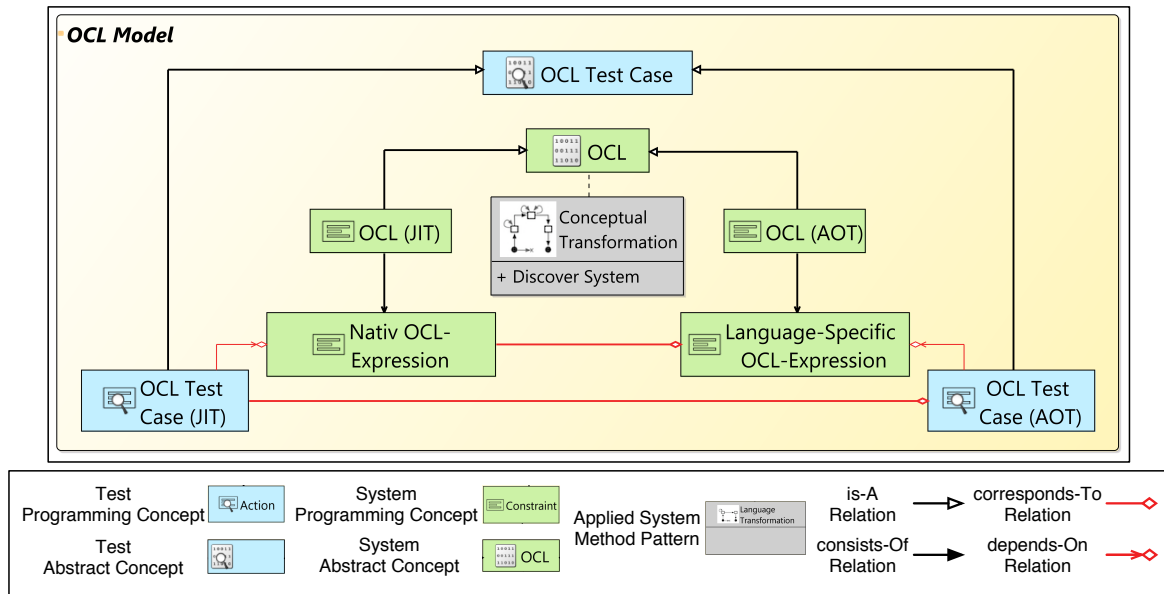 OCL Model
OCL Test Case
OCL
OCL (JIT)
Conceptual
Transformation
+ Discover System
OCL (AOT)
Nativ OCL-
Expression
Language-Specific
OCL-Expression
OCL Test
Case (JIT)
OCL Test
Case (AOT)
Test
Programming Concept
Action
System
Programming Concept
Constraint
Applied System
Method Pattern
Language
Transformation
is-A
Relation
corresponds-To
Relation
Test
Abstract Concept
System
Abstract Concept
OCL
consists-Of
Relation
depends-On
Relation